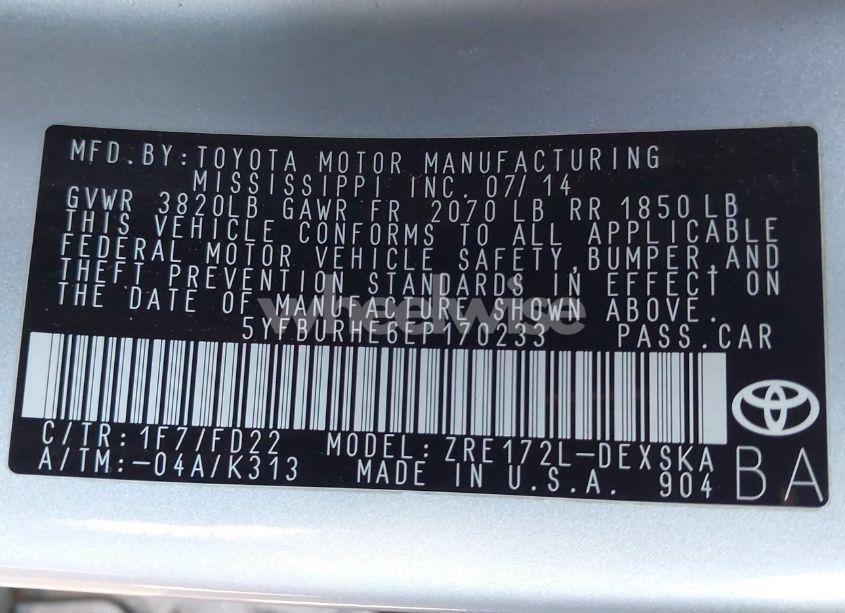 MFD.BY:TOYOTA MOTOR MANUFACTURING
MISSISSIPPI INC. 07/14
GVWR 3820LB GAWR FR 2070 LB RR 1850 LB
THIS VEHICLE CONFORMS TO ALL APPLICABLE
FEDERAL MOTOR VEHICLE SAFETY,BUMPER,AND
THEFT PREVENTION STANDARDS IN EFFECT ON
THE DATE OF MANUFACTURE SHOWN ABOVE.
wheelwise
5YFBURHE6EP170233 PASS.CAR
C/TR: 1F7/FD22 MODEL: ZRE172L-DEXSKA
A/TM:-04A/K313 MADE IN U.S.A. 904
BA